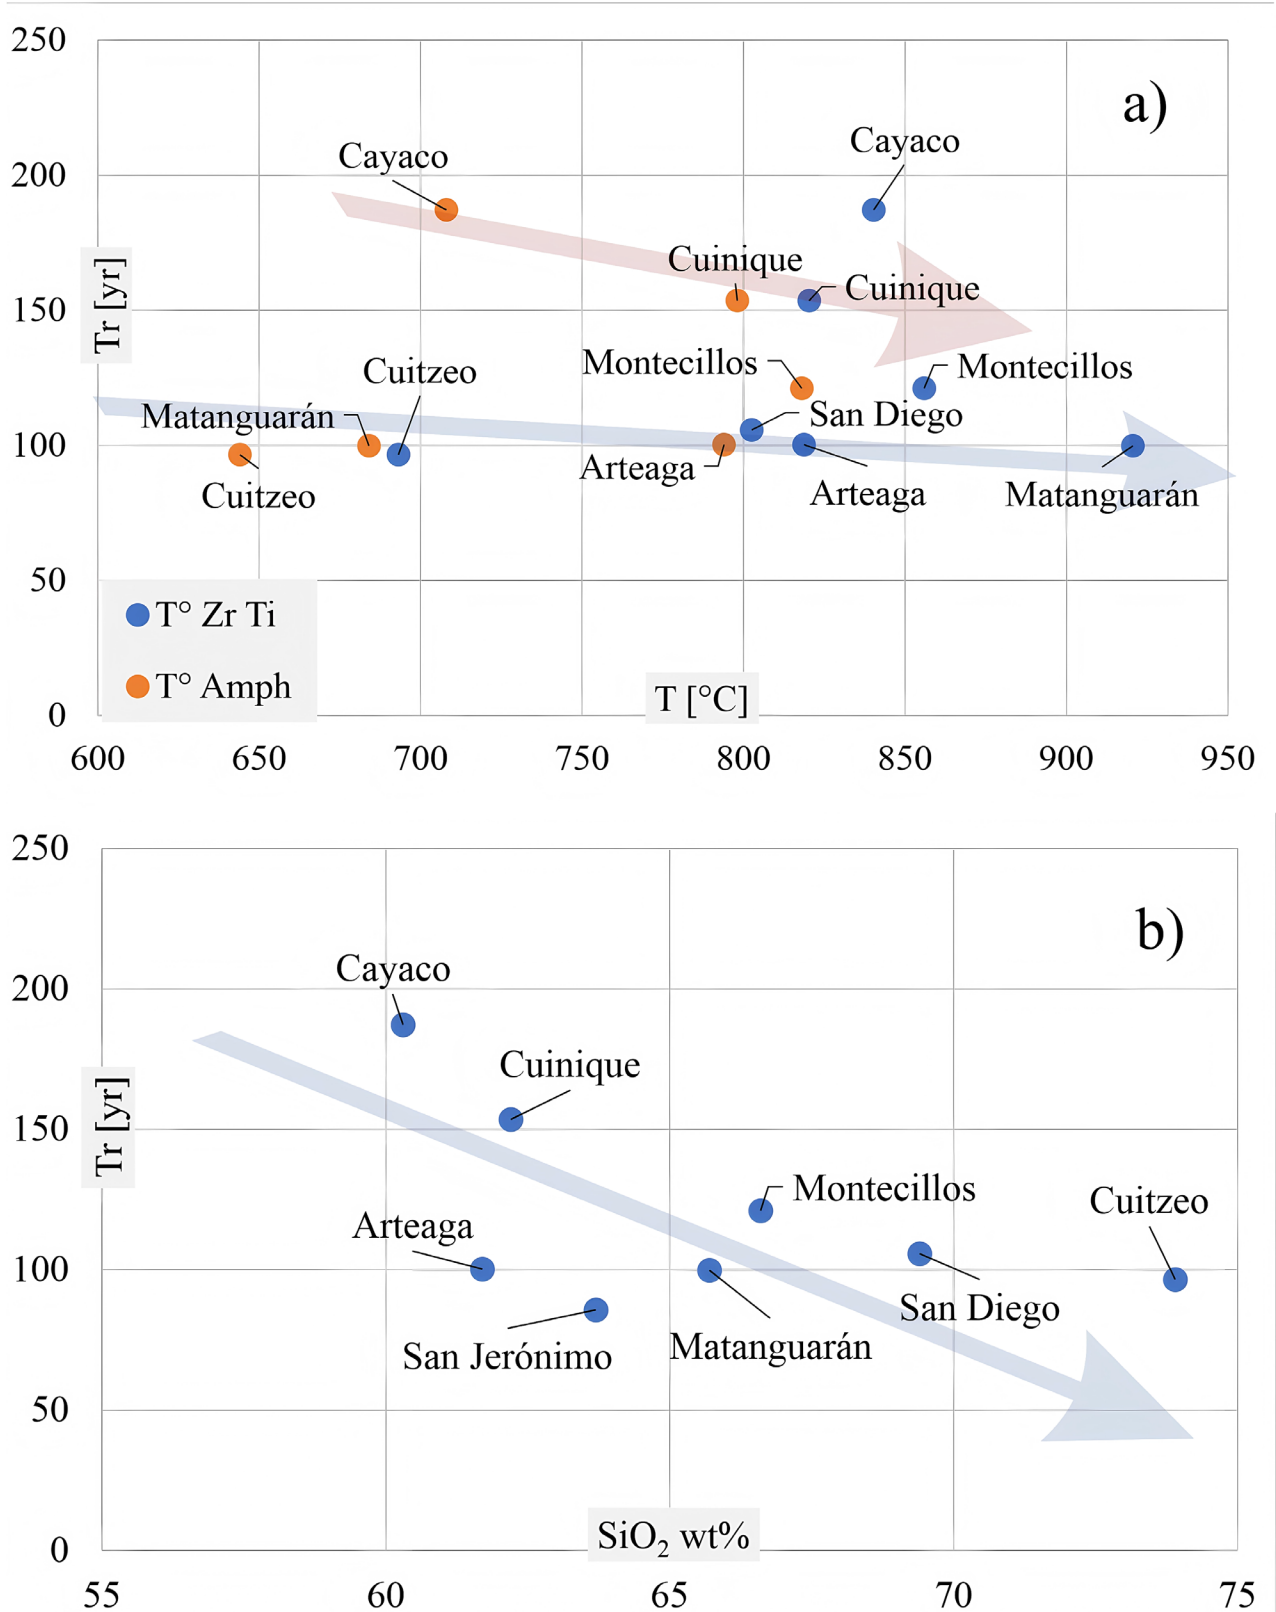 250
a)
Cayaco
Cayaco
200
Cuinique
Cuinique
Tr [yr]
150
Montecillos
Montecillos
Cuitzeo
San Diego
Matanguarán
100
Arteaga
Arteaga
Matanguarán
Cuitzeo
50
T° Zr Ti
T° Amph
T [°C]
0
600 650 700 750 800 850 900 950
250
b)
Cayaco
200
Cuinique
Tr [yr]
150
Montecillos
Cuitzeo
Arteaga
100
San Diego
San Jerónimo
Matanguarán
50
SiO₂ wt%
0
55 60 65 70 75